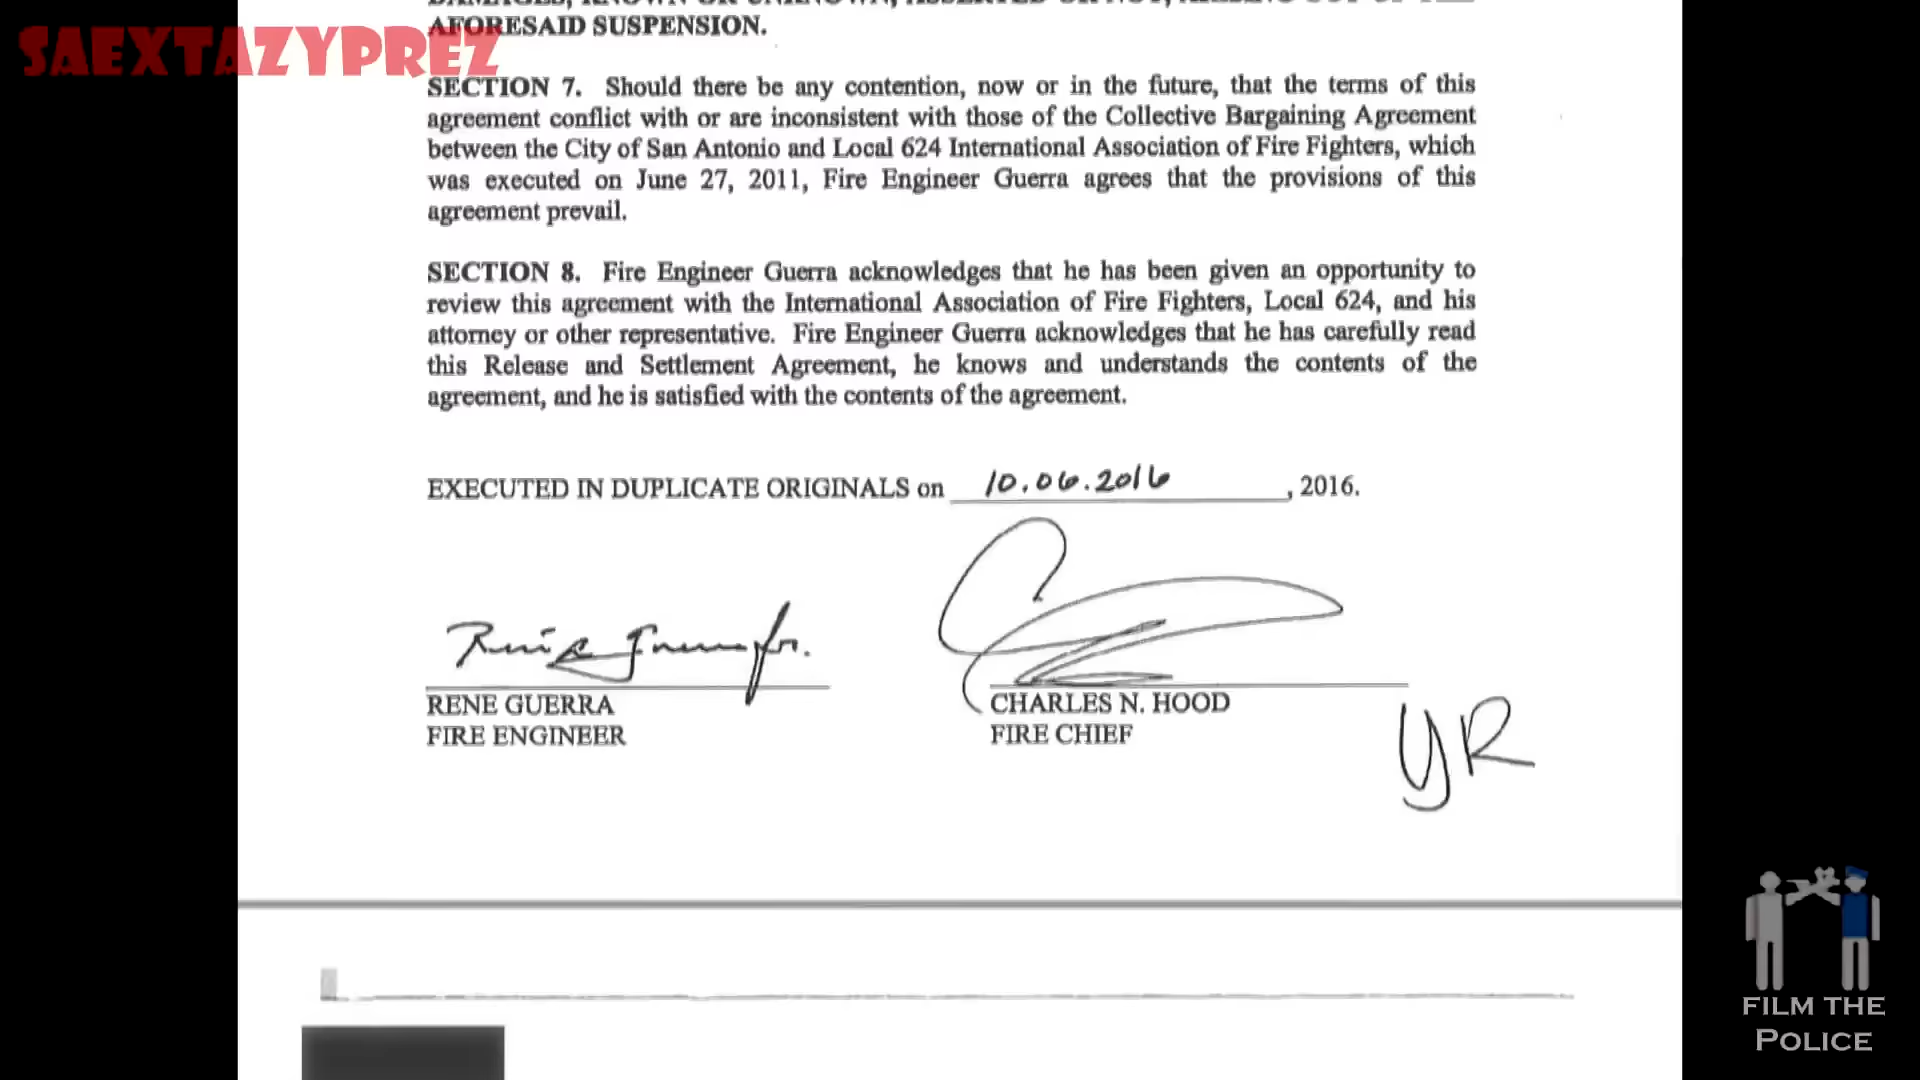 SAEXTAZYPREZ
AFORESAID SUSPENSION.
SECTION 7. Should there be any contention, now or in the future, that the terms of this
agreement conflict with or are inconsistent with those of the Collective Bargaining Agreement
between the City of San Antonio and Local 624 International Association of Fire Fighters, which
was executed on June 27, 2011, Fire Engineer Guerra agrees that the provisions of this
agreement prevail.
SECTION 8. Fire Engineer Guerra acknowledges that he has been given an opportunity to
review this agreement with the International Association of Fire Fighters, Local 624, and his
attorney or other representative. Fire Engineer Guerra acknowledges that he has carefully read
this Release and Settlement Agreement, he knows and understands the contents of the
agreement, and he is satisfied with the contents of the agreement.
EXECUTED IN DUPLICATE ORIGINALS on 10.06.2016, 2016.
RENE GUERRA
FIRE ENGINEER
CHARLES N. HOOD
FIRE CHIEF
YR
FILM THE
POLICE